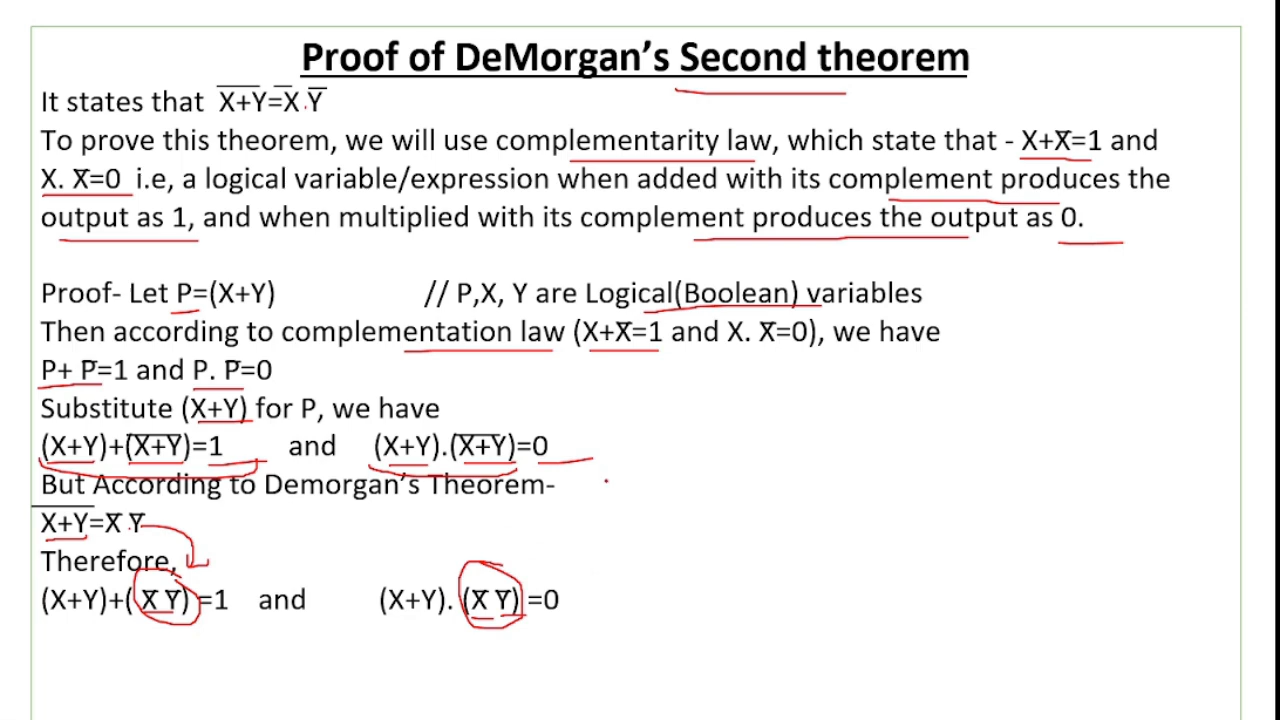 Proof of DeMorgan’s Second theorem
It states that X̅+̅Y̅=X̅.Y̅
To prove this theorem, we will use complementarity law, which state that - X+X̅=1 and
X. X̅=0 i.e, a logical variable/expression when added with its complement produces the
output as 1, and when multiplied with its complement produces the output as 0.
Proof- Let P=(X+Y) // P,X, Y are Logical(Boolean) variables
Then according to complementation law (X+X̅=1 and X. X̅=0), we have
P+ P̅=1 and P. P̅=0
Substitute (X+Y) for P, we have
(X+Y)+(X̅+̅Y̅)=1 and (X+Y).(X̅+̅Y̅)=0
But According to Demorgan’s Theorem-
X̅+̅Y̅=X̅.Y̅
Therefore,
(X+Y)+( X̅ Y̅) =1 and (X+Y). (X̅ Y̅) =0